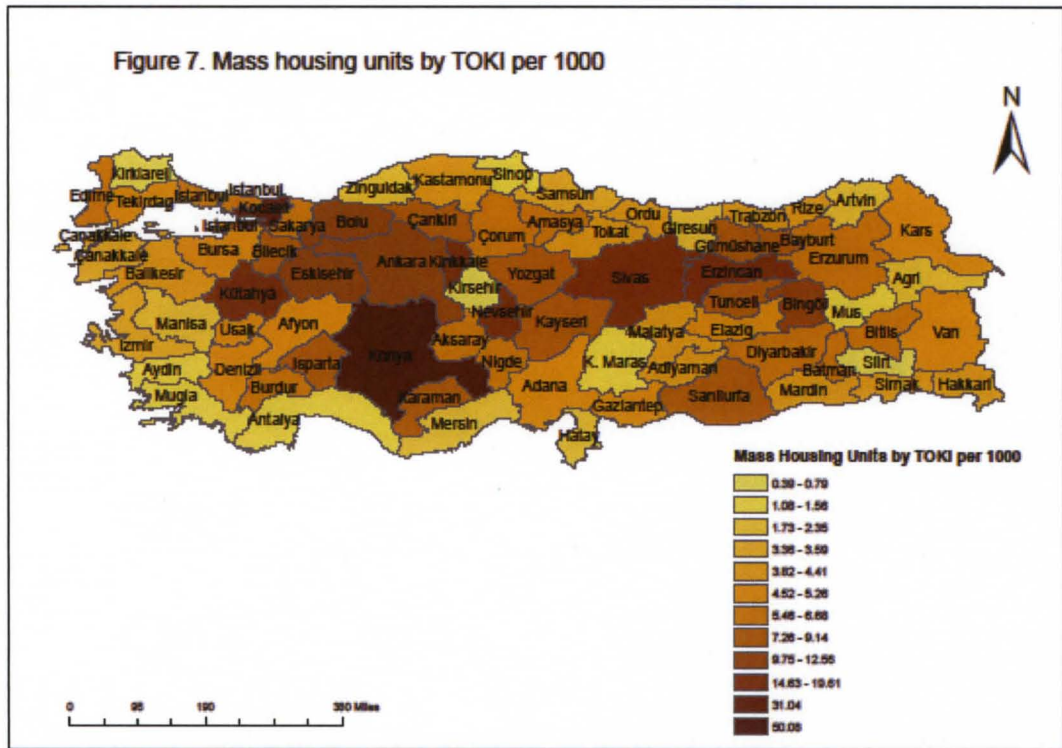 Figure 7. Mass housing units by TOKI per 1000
N
Kirklareli
Edirne
Tekirdag
Istanbul
Istanbul
Kocaeli
Istanbul
Sakarya
Zinguldak
Kastamonu
Sinop
Samsun
Bolu
Çankiri
Çorum
Amasya
Ordu
Tokat
Giresun
Trabzon
Rize
Artvin
Gümüshane
Bayburt
Kars
Erzurum
Çanakkale
Çanakkale
Bursa
Bilecik
Balikesir
Eskisehir
Ankara
Kirikkale
Yozgat
Sivas
Erzincan
Agri
Kütahya
Kirsehir
Nevsehir
Kayseri
Tunceli
Bingöl
Mus
Manisa
Usak
Afyon
Malatya
Elazig
Bitlis
Van
Izmir
Konya
Aksaray
Nigde
K. Maras
Adiyaman
Diyarbakir
Batman
Siirt
Aydin
Denizli
Isparta
Burdur
Karaman
Adana
Gaziantep
Sanliurfa
Mardin
Sirnak
Hakkari
Mugla
Antalya
Mersin
Hatay
Mass Housing Units by TOKI per 1000
0.39 - 0.79
1.08 - 1.56
1.73 - 2.35
3.36 - 3.59
3.82 - 4.41
4.52 - 5.26
5.46 - 6.68
7.26 - 9.14
9.75 - 12.55
14.63 - 19.61
31.04
50.05
0 95 190 380 Miles